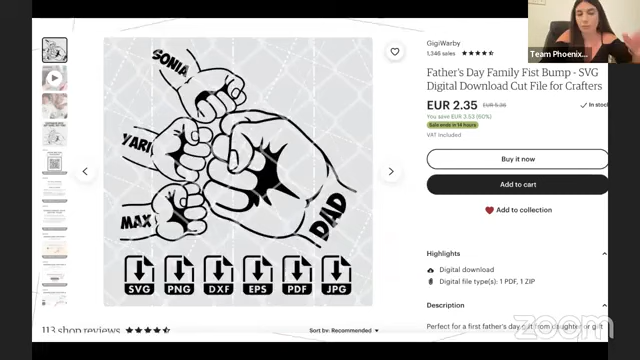 Team Phoenix...
GigiWarby
1,346 sales
Father's Day Family Fist Bump - SVG
Digital Download Cut File for Crafters
EUR 2.35
In stock
You save EUR 3.53 (60%)
Sale ends in 14 hours
VAT included
Buy it now
Add to cart
Add to collection
Highlights
Digital download
Digital file type(s): 1 PDF, 1 ZIP
Description
Perfect for a first father's day gift from daughter or gift
SONIA
YARI
MAX
DAD
SVG PNG DXF EPS PDF JPG
113 shop reviews
Sort by: Recommended
zoom